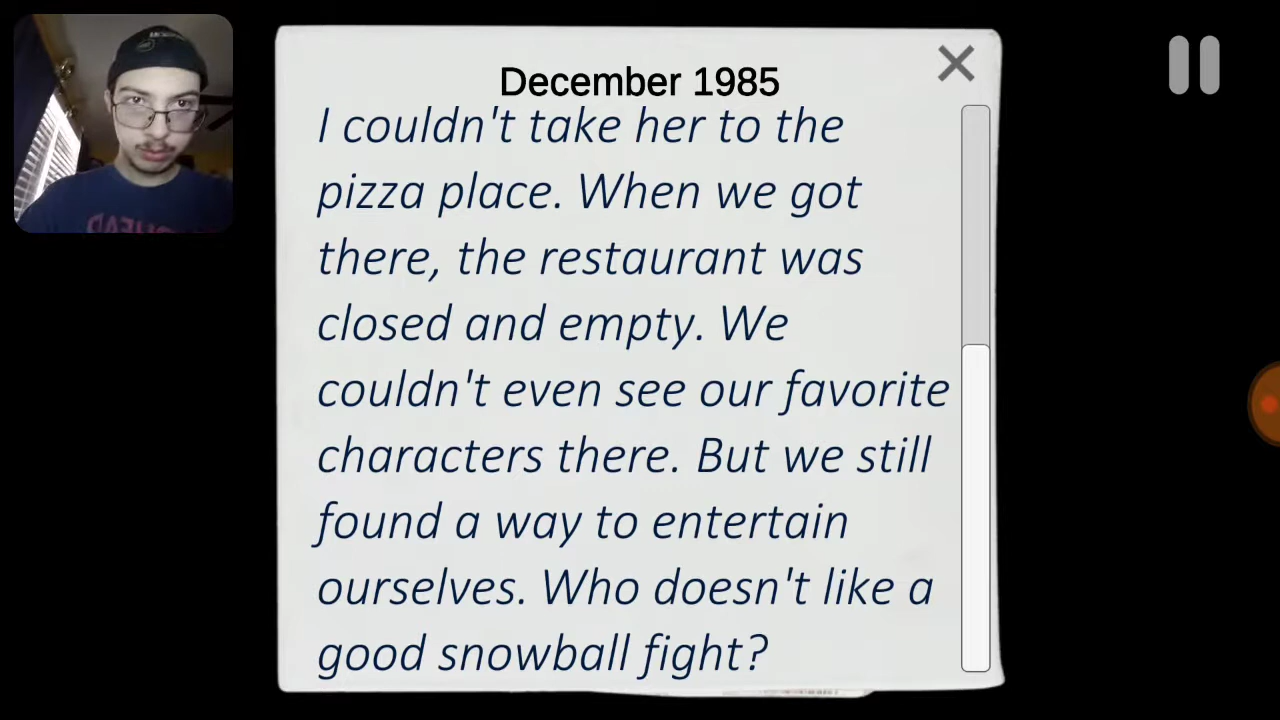 December 1985
I couldn't take her to the
pizza place. When we got
there, the restaurant was
closed and empty. We
couldn't even see our favorite
characters there. But we still
found a way to entertain
ourselves. Who doesn't like a
good snowball fight?